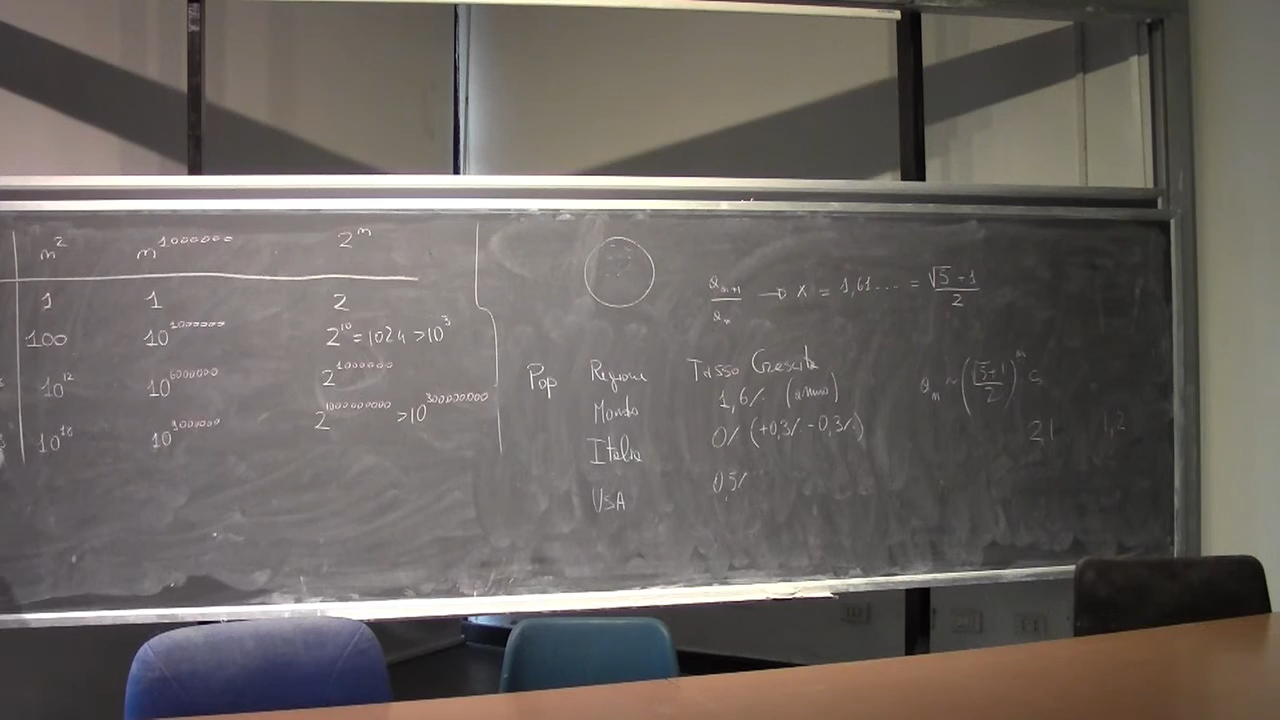 n² n¹⁰⁰⁰⁰⁰⁰ 2ⁿ
1 1 2
100 10¹⁰⁰⁰⁰⁰⁰ 2¹⁰ = 1024 > 10³
10¹² 10⁶⁰⁰⁰⁰⁰⁰ 2¹⁰⁰⁰⁰⁰⁰
10¹⁸ 2¹⁰⁰⁰⁰⁰⁰⁰⁰⁰ > 10³⁰⁰⁰⁰⁰⁰⁰⁰
aₙ₊₁/aₙ → x = 1,61... = (√5 - 1)/2
Pop Regione Tasso Crescita
Mondo 1,6% (annuo)
Italia 0% (+0,3% -0,3%)
USA 0,5%
aₙ ~ ((√5+1)/2)ⁿ
2,1 1,2